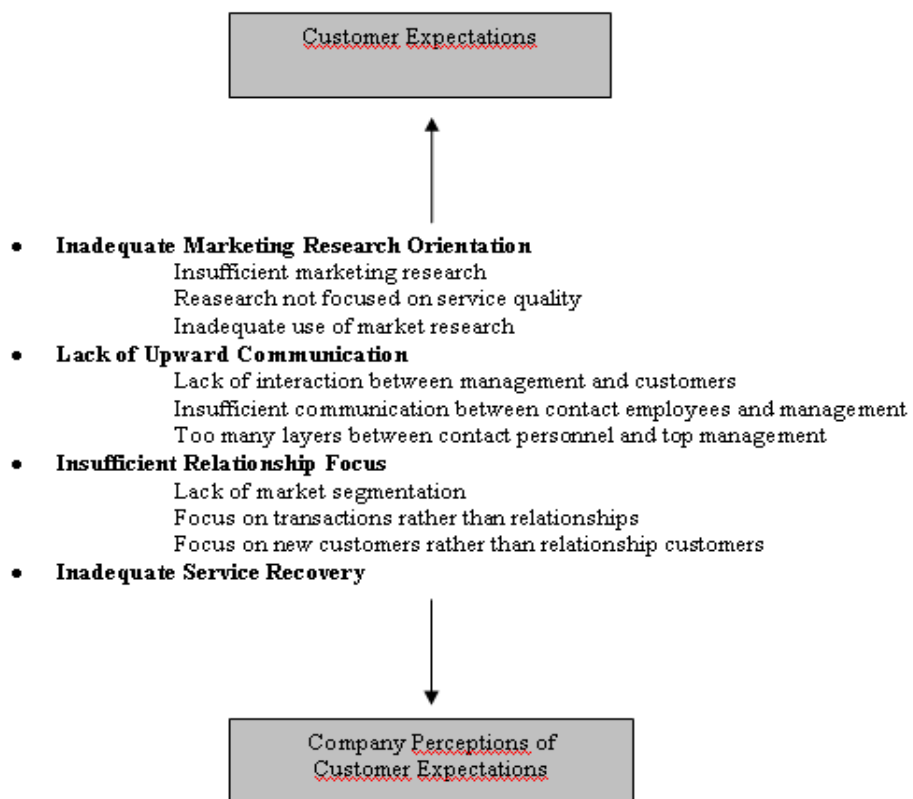 Customer Expectations
● Inadequate Marketing Research Orientation
Insufficient marketing research
Reasearch not focused on service quality
Inadequate use of market research
● Lack of Upward Communication
Lack of interaction between management and customers
Insufficient communication between contact employees and management
Too many layers between contact personnel and top management
● Insufficient Relationship Focus
Lack of market segmentation
Focus on transactions rather than relationships
Focus on new customers rather than relationship customers
● Inadequate Service Recovery
Company Perceptions of
Customer Expectations